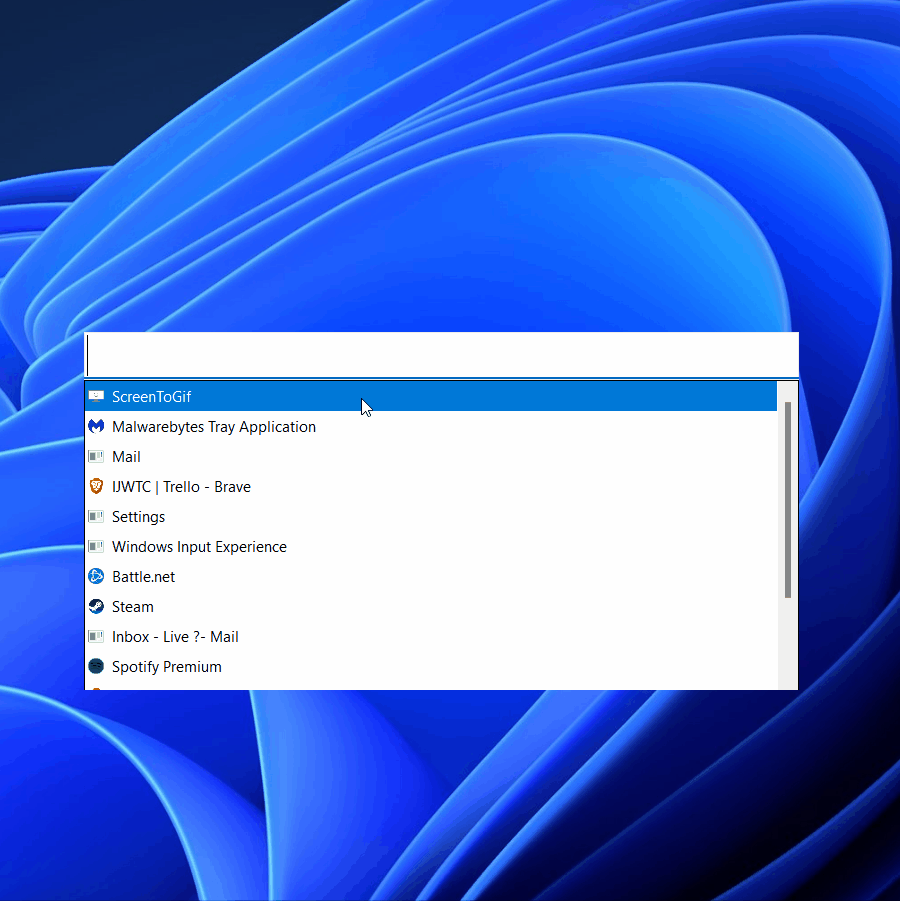 ScreenToGif
Malwarebytes Tray Application
Mail
IJWTC | Trello - Brave
Settings
Windows Input Experience
Battle.net
Steam
Inbox - Live ?- Mail
Spotify Premium